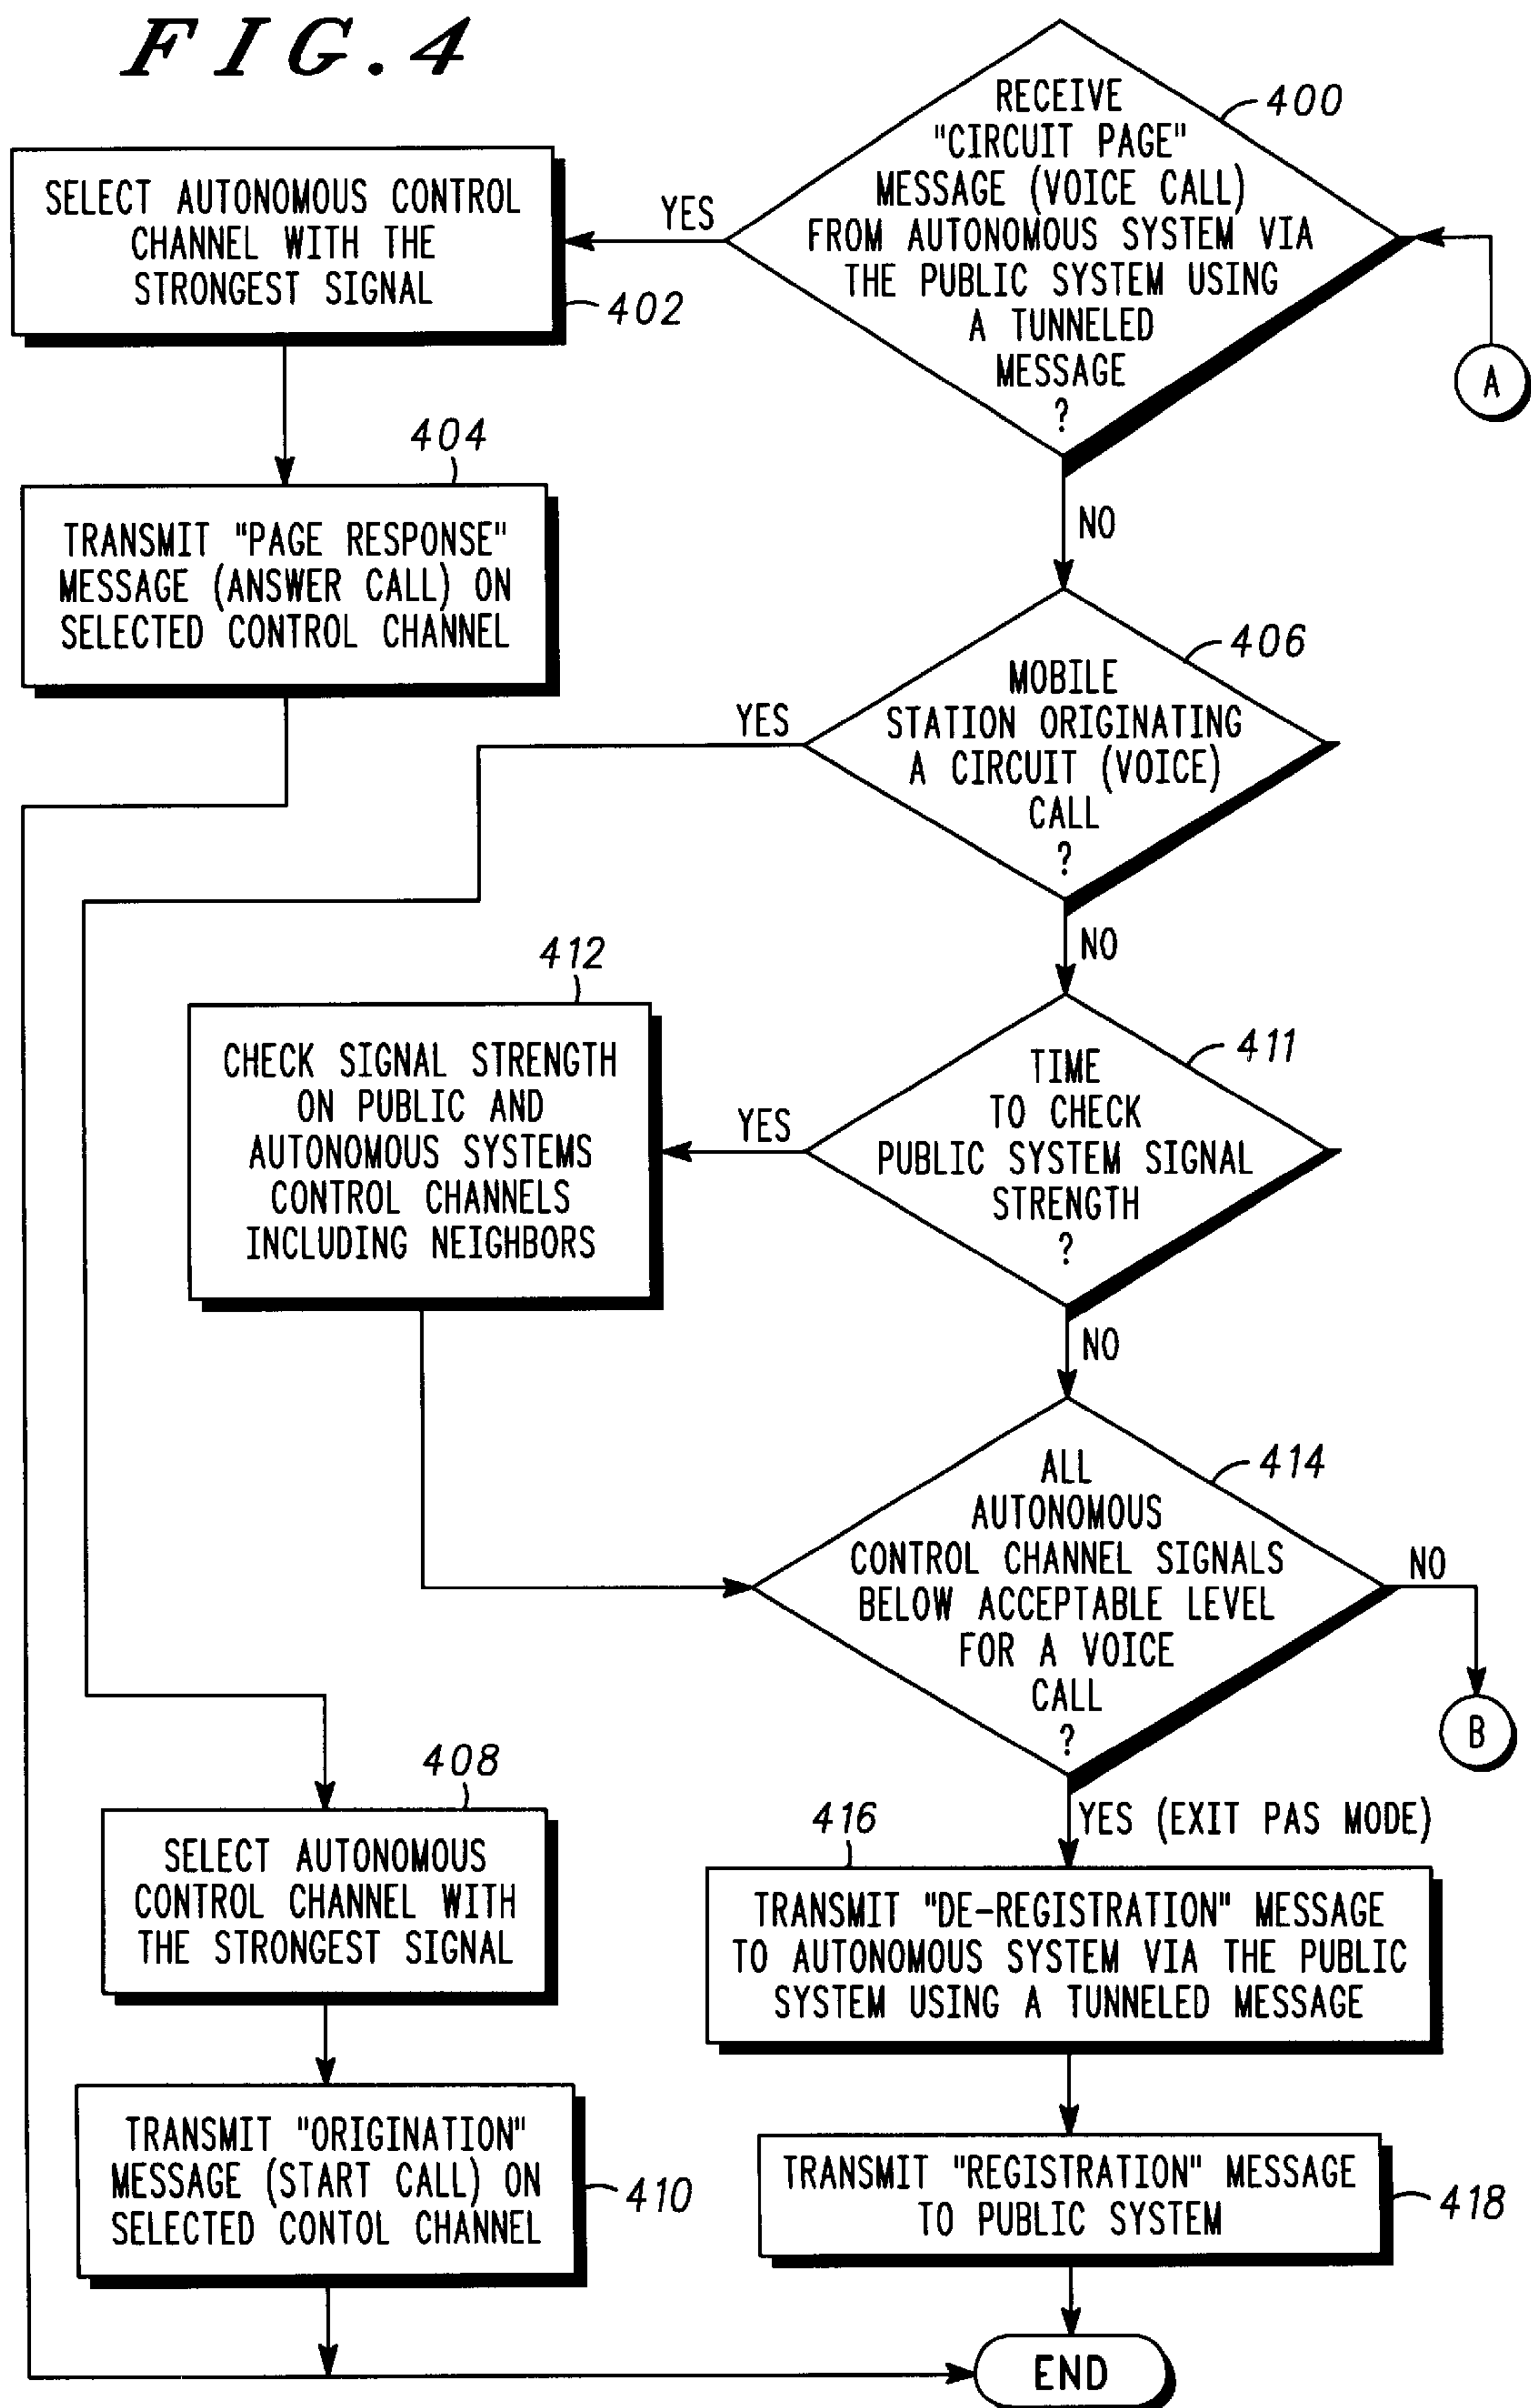 FIG.4
RECEIVE
"CIRCUIT PAGE"
MESSAGE (VOICE CALL)
FROM AUTONOMOUS SYSTEM VIA
THE PUBLIC SYSTEM USING
A TUNNELED
MESSAGE
?
400
A
YES
SELECT AUTONOMOUS CONTROL
CHANNEL WITH THE
STRONGEST SIGNAL
402
404
TRANSMIT "PAGE RESPONSE"
MESSAGE (ANSWER CALL) ON
SELECTED CONTROL CHANNEL
NO
MOBILE
STATION ORIGINATING
A CIRCUIT (VOICE)
CALL
?
406
YES
NO
TIME
TO CHECK
PUBLIC SYSTEM SIGNAL
STRENGTH
?
411
YES
412
CHECK SIGNAL STRENGTH
ON PUBLIC AND
AUTONOMOUS SYSTEMS
CONTROL CHANNELS
INCLUDING NEIGHBORS
NO
ALL
AUTONOMOUS
CONTROL CHANNEL SIGNALS
BELOW ACCEPTABLE LEVEL
FOR A VOICE
CALL
?
414
NO
B
408
SELECT AUTONOMOUS
CONTROL CHANNEL WITH
THE STRONGEST SIGNAL
TRANSMIT "ORIGINATION"
MESSAGE (START CALL) ON
SELECTED CONTOL CHANNEL
410
YES (EXIT PAS MODE)
416
TRANSMIT "DE-REGISTRATION" MESSAGE
TO AUTONOMOUS SYSTEM VIA THE PUBLIC
SYSTEM USING A TUNNELED MESSAGE
TRANSMIT "REGISTRATION" MESSAGE
TO PUBLIC SYSTEM
418
END